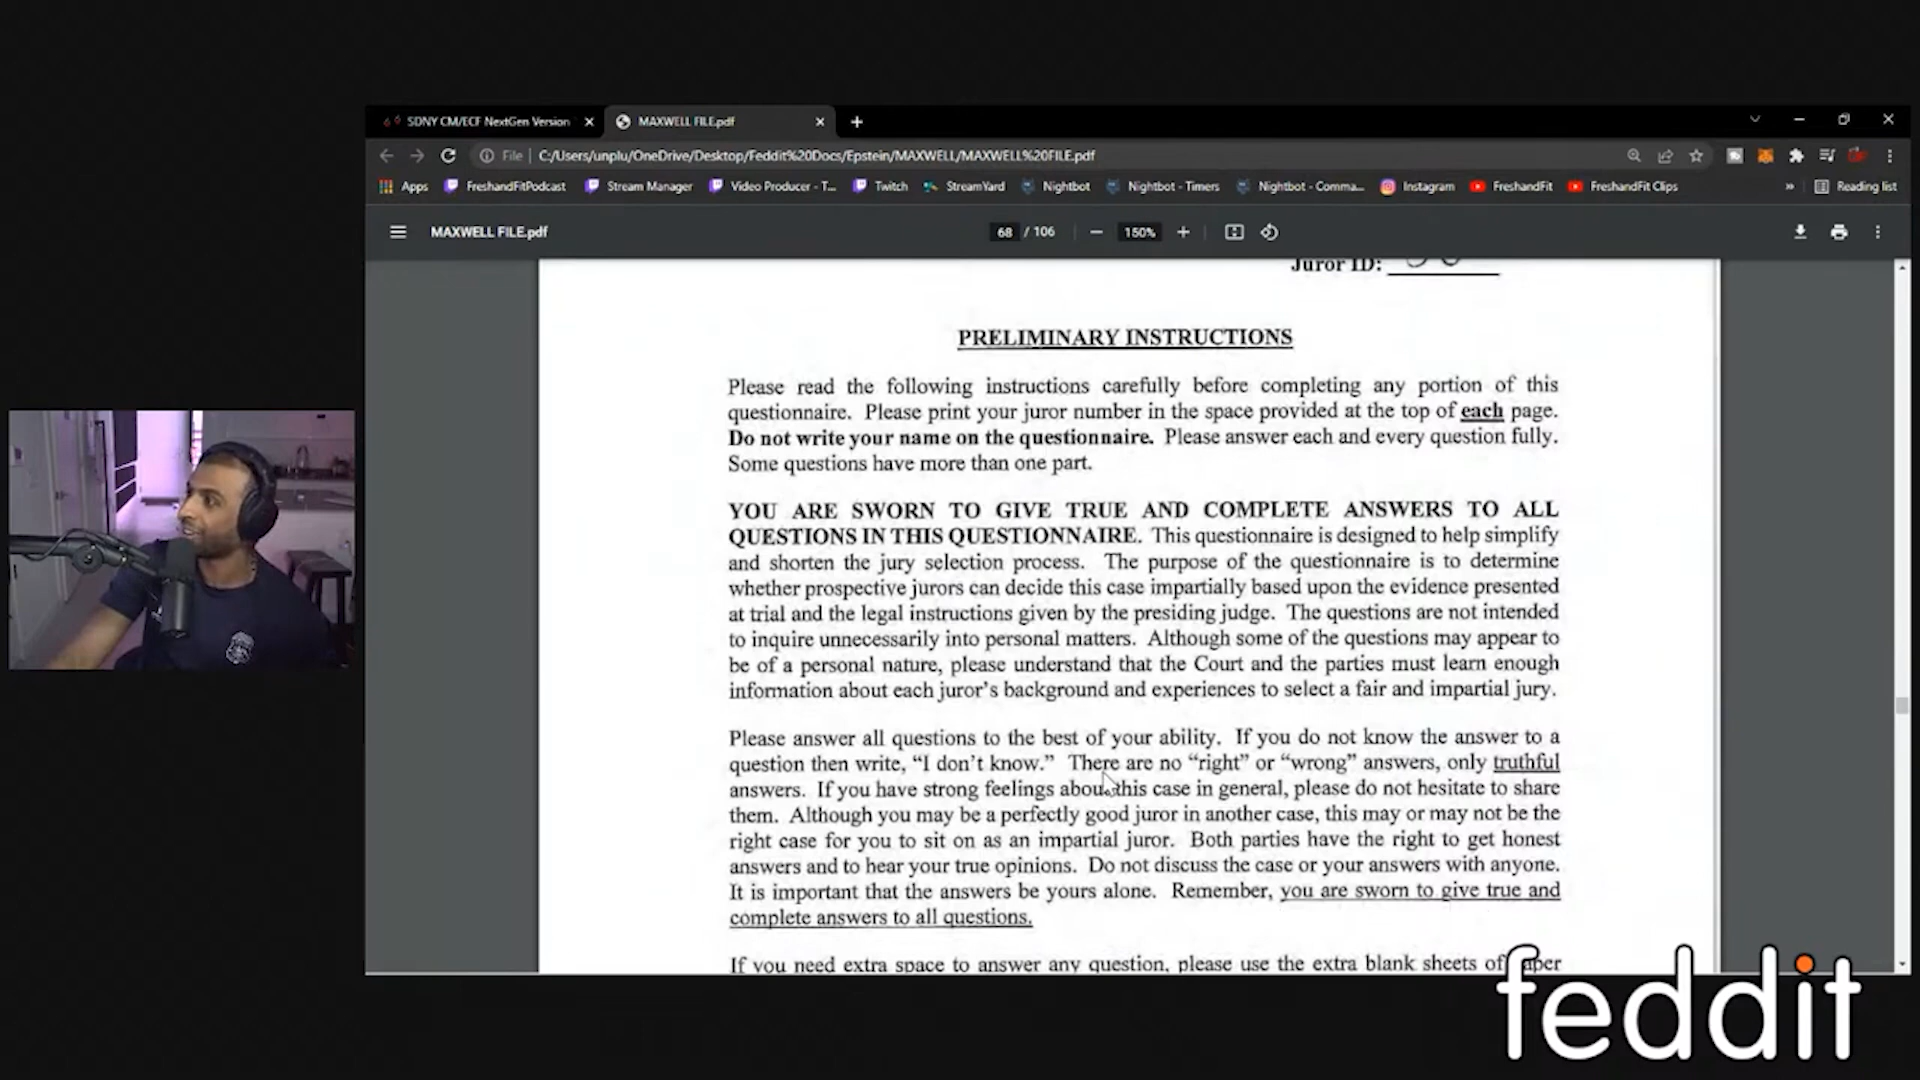 SDNY CM/ECF NextGen Version
MAXWELL FILE.pdf
File C:/Users/unplu/OneDrive/Desktop/Feddit%20Docs/Epstein/MAXWELL/MAXWELL%20FILE.pdf
Apps FreshandFitPodcast Stream Manager Video Producer - T... Twitch StreamYard Nightbot Nightbot - Timers Nightbot - Comma... Instagram FreshandFit FreshandFit Clips » Reading list
MAXWELL FILE.pdf 68 / 106 150%
Juror ID:
PRELIMINARY INSTRUCTIONS
Please read the following instructions carefully before completing any portion of this
questionnaire. Please print your juror number in the space provided at the top of each page.
Do not write your name on the questionnaire. Please answer each and every question fully.
Some questions have more than one part.
YOU ARE SWORN TO GIVE TRUE AND COMPLETE ANSWERS TO ALL
QUESTIONS IN THIS QUESTIONNAIRE. This questionnaire is designed to help simplify
and shorten the jury selection process. The purpose of the questionnaire is to determine
whether prospective jurors can decide this case impartially based upon the evidence presented
at trial and the legal instructions given by the presiding judge. The questions are not intended
to inquire unnecessarily into personal matters. Although some of the questions may appear to
be of a personal nature, please understand that the Court and the parties must learn enough
information about each juror's background and experiences to select a fair and impartial jury.
Please answer all questions to the best of your ability. If you do not know the answer to a
question then write, “I don't know.” There are no “right” or “wrong” answers, only truthful
answers. If you have strong feelings about this case in general, please do not hesitate to share
them. Although you may be a perfectly good juror in another case, this may or may not be the
right case for you to sit on as an impartial juror. Both parties have the right to get honest
answers and to hear your true opinions. Do not discuss the case or your answers with anyone.
It is important that the answers be yours alone. Remember, you are sworn to give true and
complete answers to all questions.
If you need extra space to answer any question, please use the extra blank sheets of paper
feddit